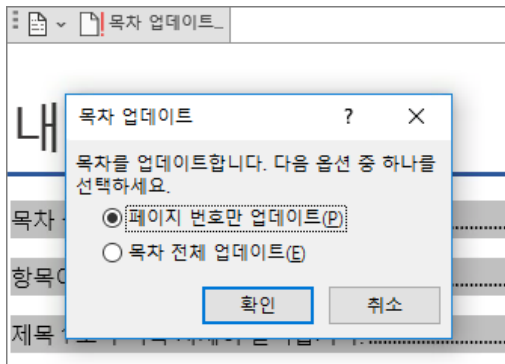 목차 업데이트...
내
목차 업데이트
목차를 업데이트합니다. 다음 옵션 중 하나를
선택하세요.
페이지 번호만 업데이트(P)
목차 전체 업데이트(E)
확인
취소
목차
제목